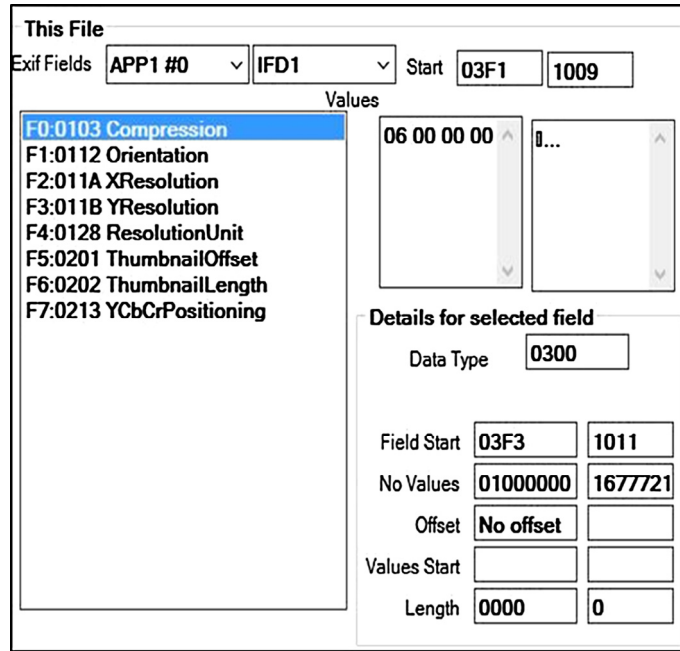 This File
Exif Fields APP1 #0 IFD1 Start 03F1 1009
Values
F0:0103 Compression
F1:0112 Orientation
F2:011A XResolution
F3:011B YResolution
F4:0128 ResolutionUnit
F5:0201 ThumbnailOffset
F6:0202 ThumbnailLength
F7:0213 YCbCrPositioning
06 00 00 00
▯...
Details for selected field
Data Type 0300
Field Start 03F3 1011
No Values 01000000 1677721
Offset No offset
Values Start
Length 0000 0